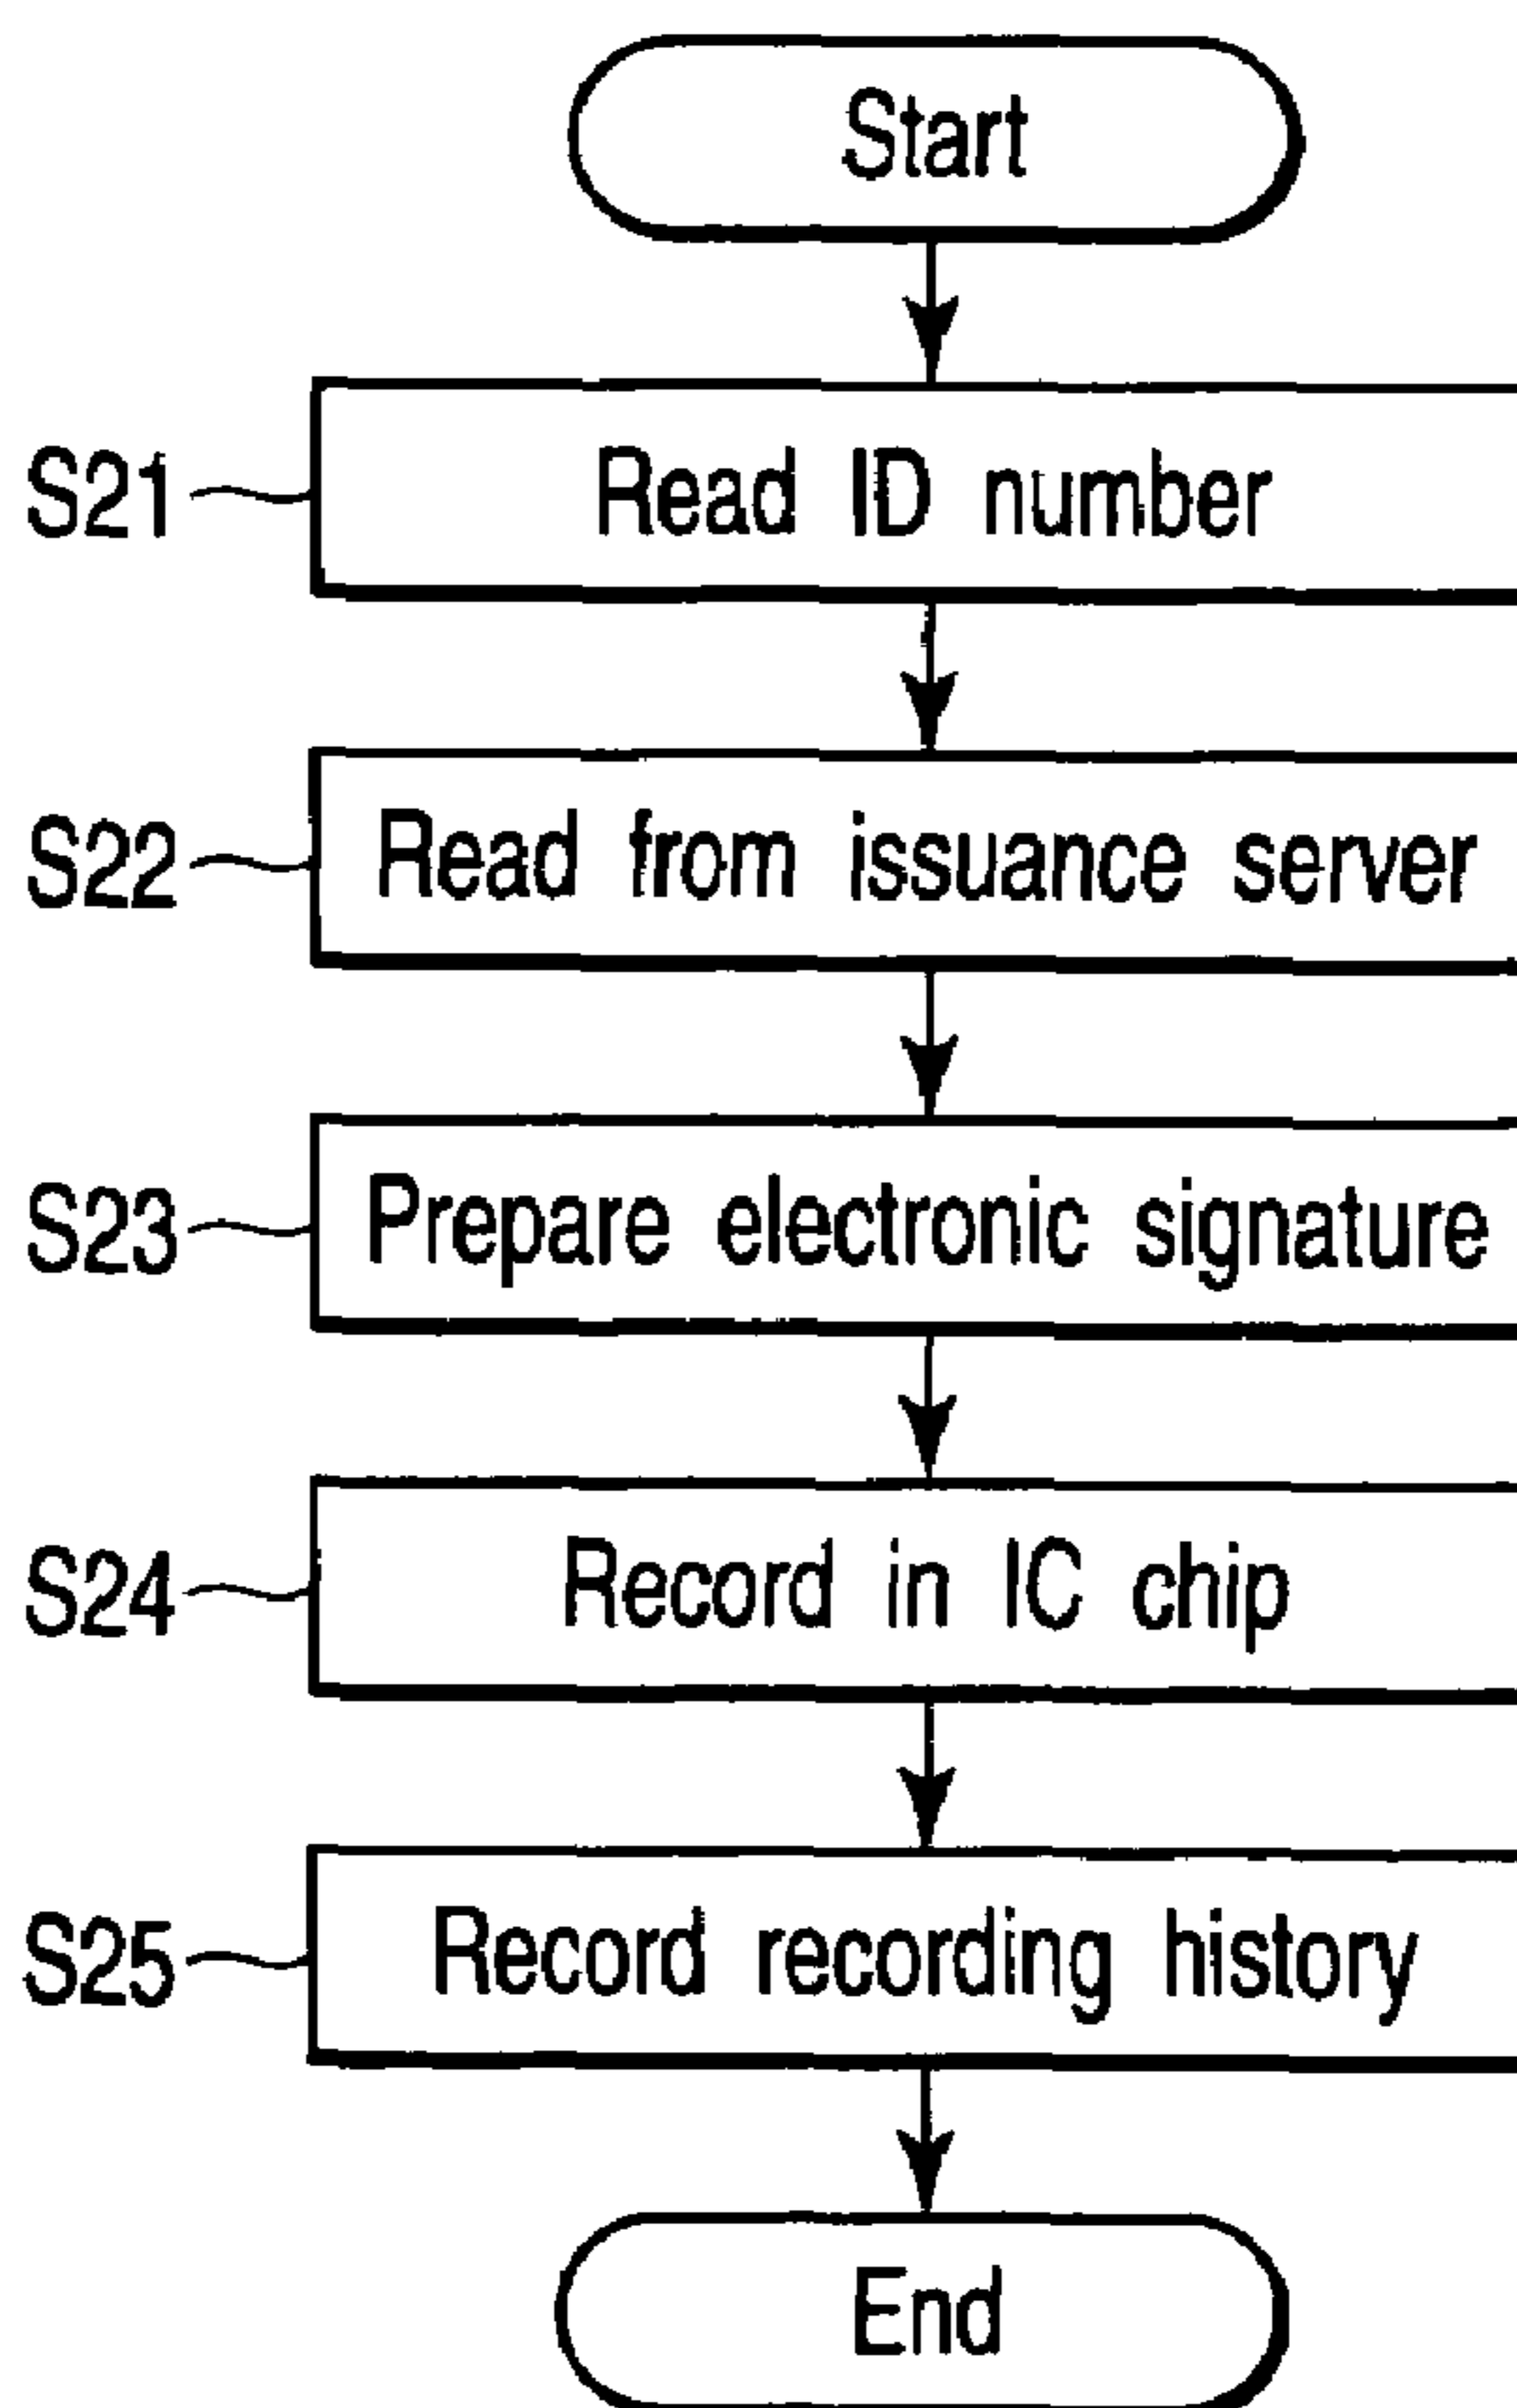 Start
S21 Read ID number
S22 Read from issuance server
S23 Prepare electronic signature
S24 Record in IC chip
S25 Record recording history
End